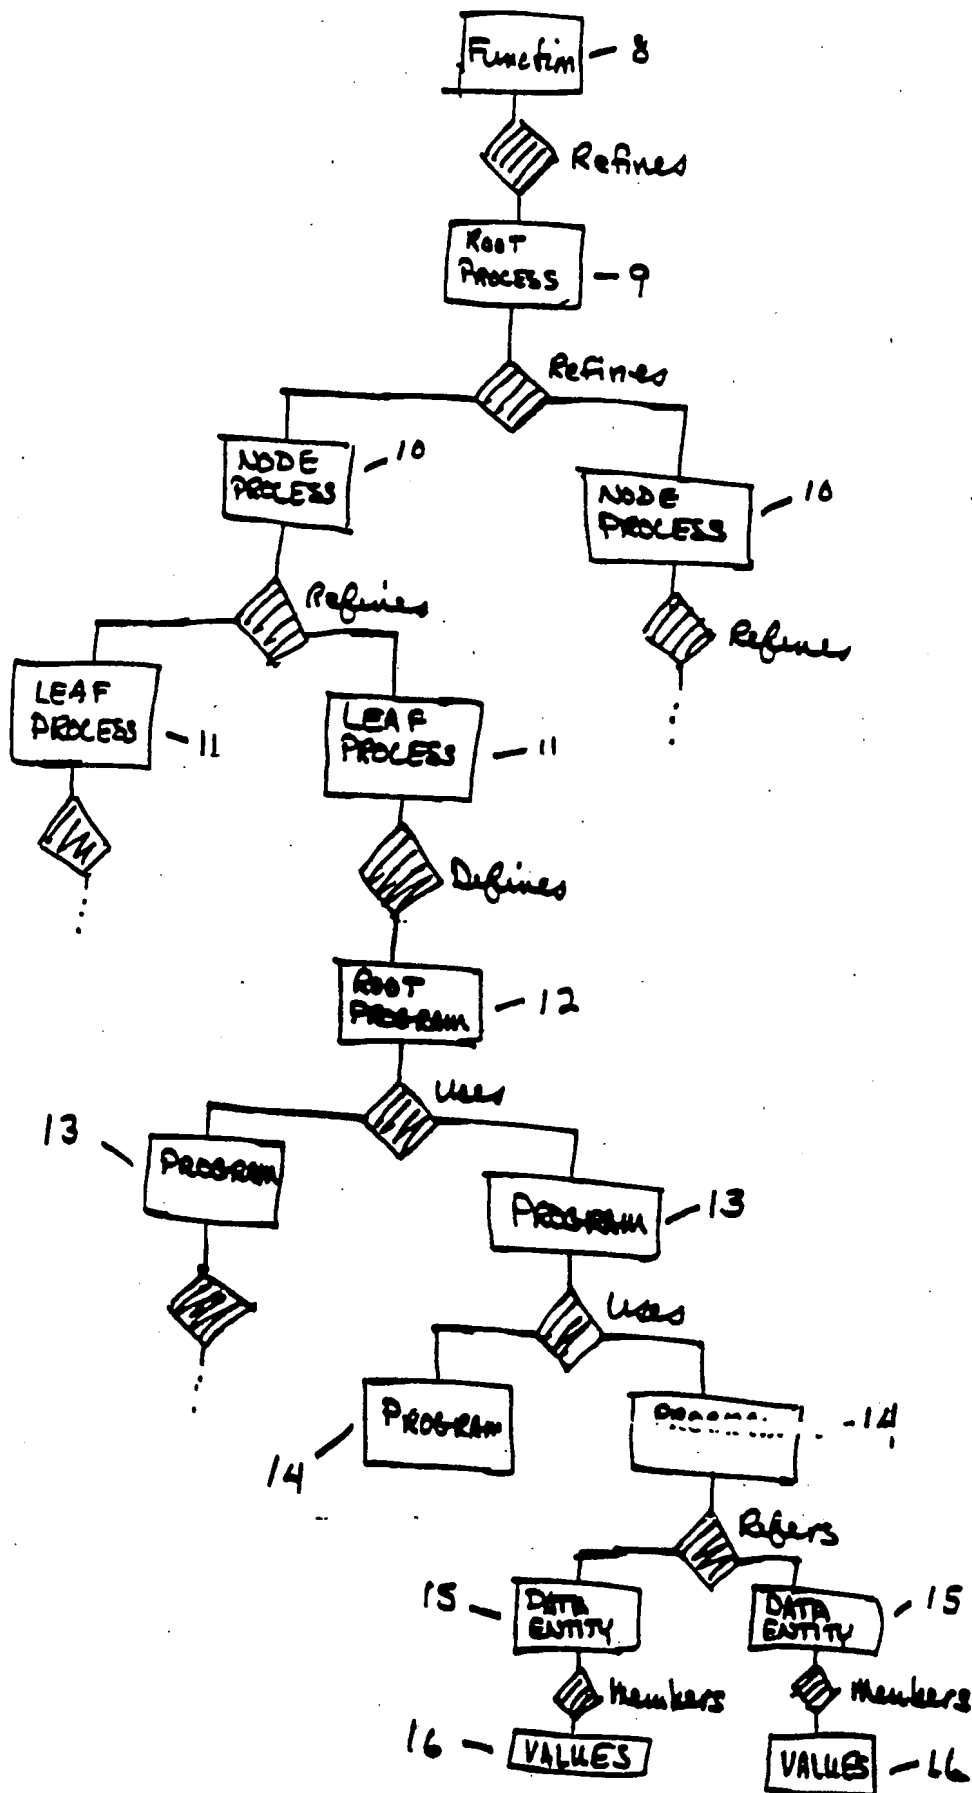 Function - 8
Refines
ROOT
PROCESS - 9
Refines
NODE
PROCESS - 10
NODE
PROCESS - 10
Refines
Refines
LEAF
PROCESS - 11
LEAF
PROCESS - 11
Defines
ROOT
PROGRAM - 12
Uses
13 PROGRAM
PROGRAM - 13
Uses
PROGRAM
14
- 14
Refers
15 - DATA
ENTITY
DATA
ENTITY - 15
Members
Members
16 - VALUES
VALUES - 16